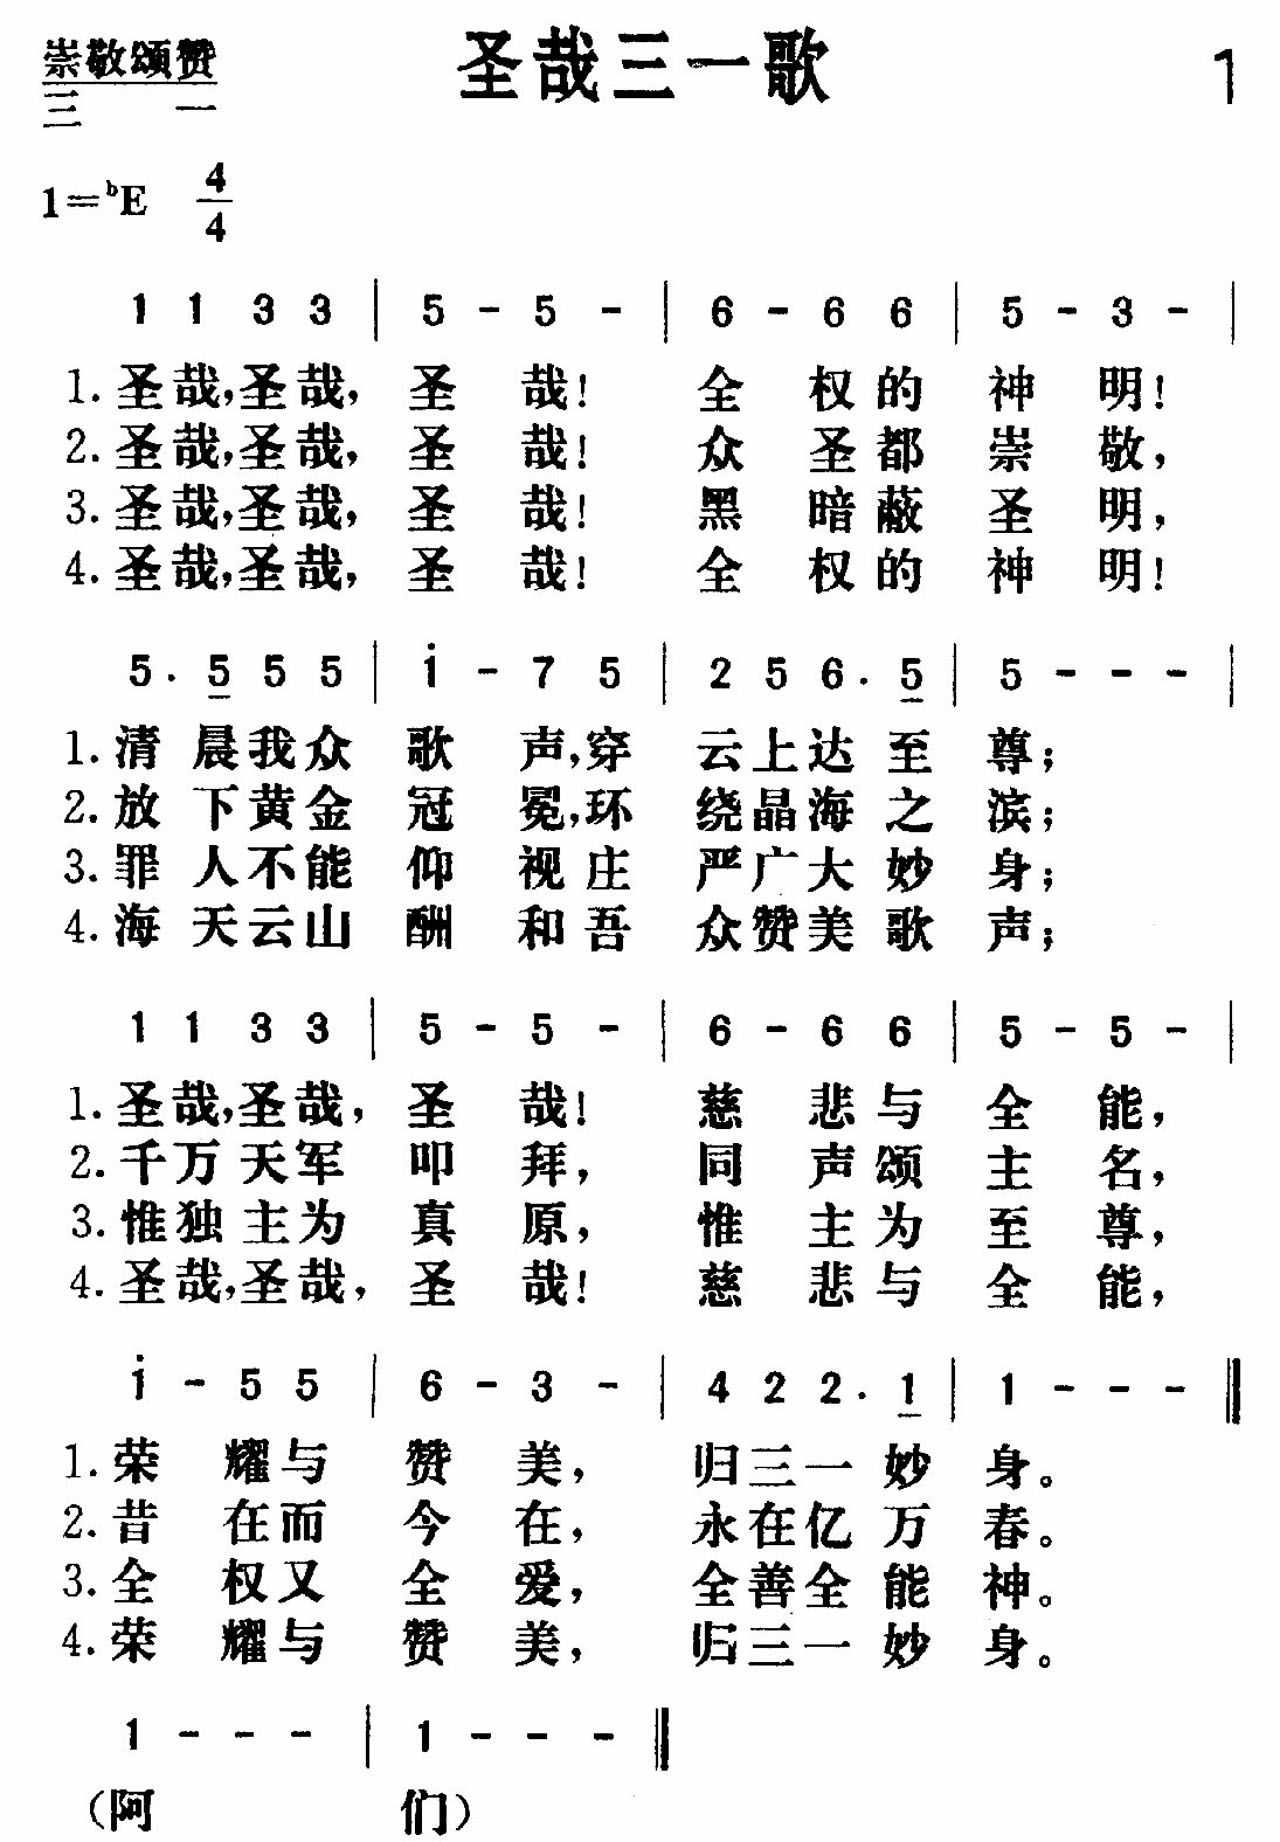 崇敬颂赞
三一
圣哉三一歌
1
1=ᵇE 4/4
1 1 3 3 | 5 - 5 - | 6 - 6 6 | 5 - 3 - |
1. 圣哉,圣哉, 圣哉! 全权的神明!
2. 圣哉,圣哉, 圣哉! 众圣都崇敬,
3. 圣哉,圣哉, 圣哉! 黑暗蔽圣明,
4. 圣哉,圣哉, 圣哉! 全权的神明!
5. 5 5 5 | i - 7 5 | 2 5 6. 5 | 5 - - - |
1. 清晨我众歌声,穿云上达至尊;
2. 放下黄金冠冕,环绕晶海之滨;
3. 罪人不能仰视庄严广大妙身;
4. 海天云山酬和吾众赞美歌声;
1 1 3 3 | 5 - 5 - | 6 - 6 6 | 5 - 5 - |
1. 圣哉,圣哉, 圣哉! 慈悲与全能,
2. 千万天军叩拜, 同声颂主名,
3. 惟独主为真原, 惟主为至尊,
4. 圣哉,圣哉, 圣哉! 慈悲与全能,
i - 5 5 | 6 - 3 - | 4 2 2. 1 | 1 - - - ‖
1. 荣耀与赞美, 归三一妙身。
2. 昔在而今在, 永在亿万春。
3. 全权又全爱, 全善全能神。
4. 荣耀与赞美, 归三一妙身。
1 - - - | 1 - - - ‖
(阿们)